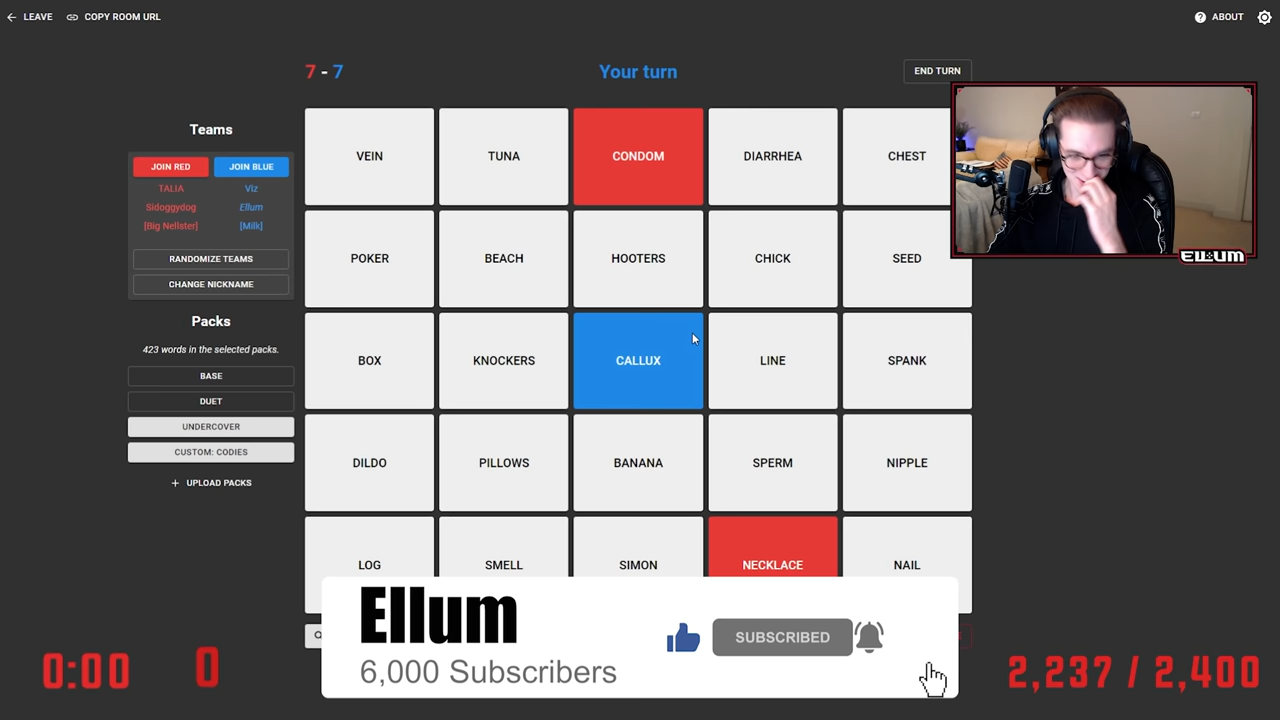 LEAVE
COPY ROOM URL
ABOUT
7 - 7
Your turn
END TURN
Teams
JOIN RED
JOIN BLUE
TALIA
Viz
Sidoggydog
Ellum
[Big Nellster]
[Milk]
RANDOMIZE TEAMS
CHANGE NICKNAME
Packs
423 words in the selected packs.
BASE
DUET
UNDERCOVER
CUSTOM: CODIES
+ UPLOAD PACKS
VEIN
TUNA
CONDOM
DIARRHEA
CHEST
POKER
BEACH
HOOTERS
CHICK
SEED
BOX
KNOCKERS
CALLUX
LINE
SPANK
DILDO
PILLOWS
BANANA
SPERM
NIPPLE
LOG
SMELL
SIMON
NECKLACE
NAIL
ELLUM
Ellum
6,000 Subscribers
SUBSCRIBED
0:00
0
2,237 / 2,400